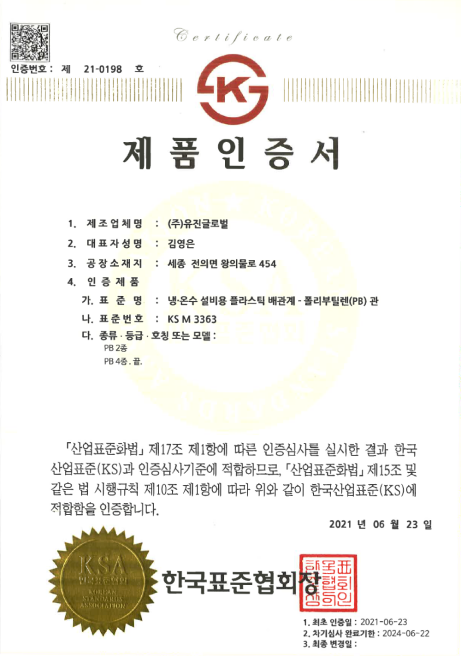 Certificate
인증번호 : 제 21-0198 호
제품인증서
1. 제조업체명 : (주)유진글로벌
2. 대표자성명 : 김영은
3. 공장소재지 : 세종 전의면 왕의물로 454
4. 인증제품
가. 표준명 : 냉·온수 설비용 플라스틱 배관계 - 폴리부틸렌(PB) 관
나. 표준번호 : KS M 3363
다. 종류·등급·호칭 또는 모델 :
PB 2종
PB 4종 . 끝.
「산업표준화법」제17조 제1항에 따른 인증심사를 실시한 결과 한국
산업표준(KS)과 인증심사기준에 적합하므로, 「산업표준화법」제15조 및
같은 법 시행규칙 제10조 제1항에 따라 위와 같이 한국산업표준(KS)에
적합함을 인증합니다.
2021 년 06 월 23 일
KSA
한국표준협회
KOREAN
STANDARDS
ASSOCIATION
한국표준협회장
1. 최초 인증일 : 2021-06-23
2. 차기심사 완료기한 : 2024-06-22
3. 최종 변경일 :